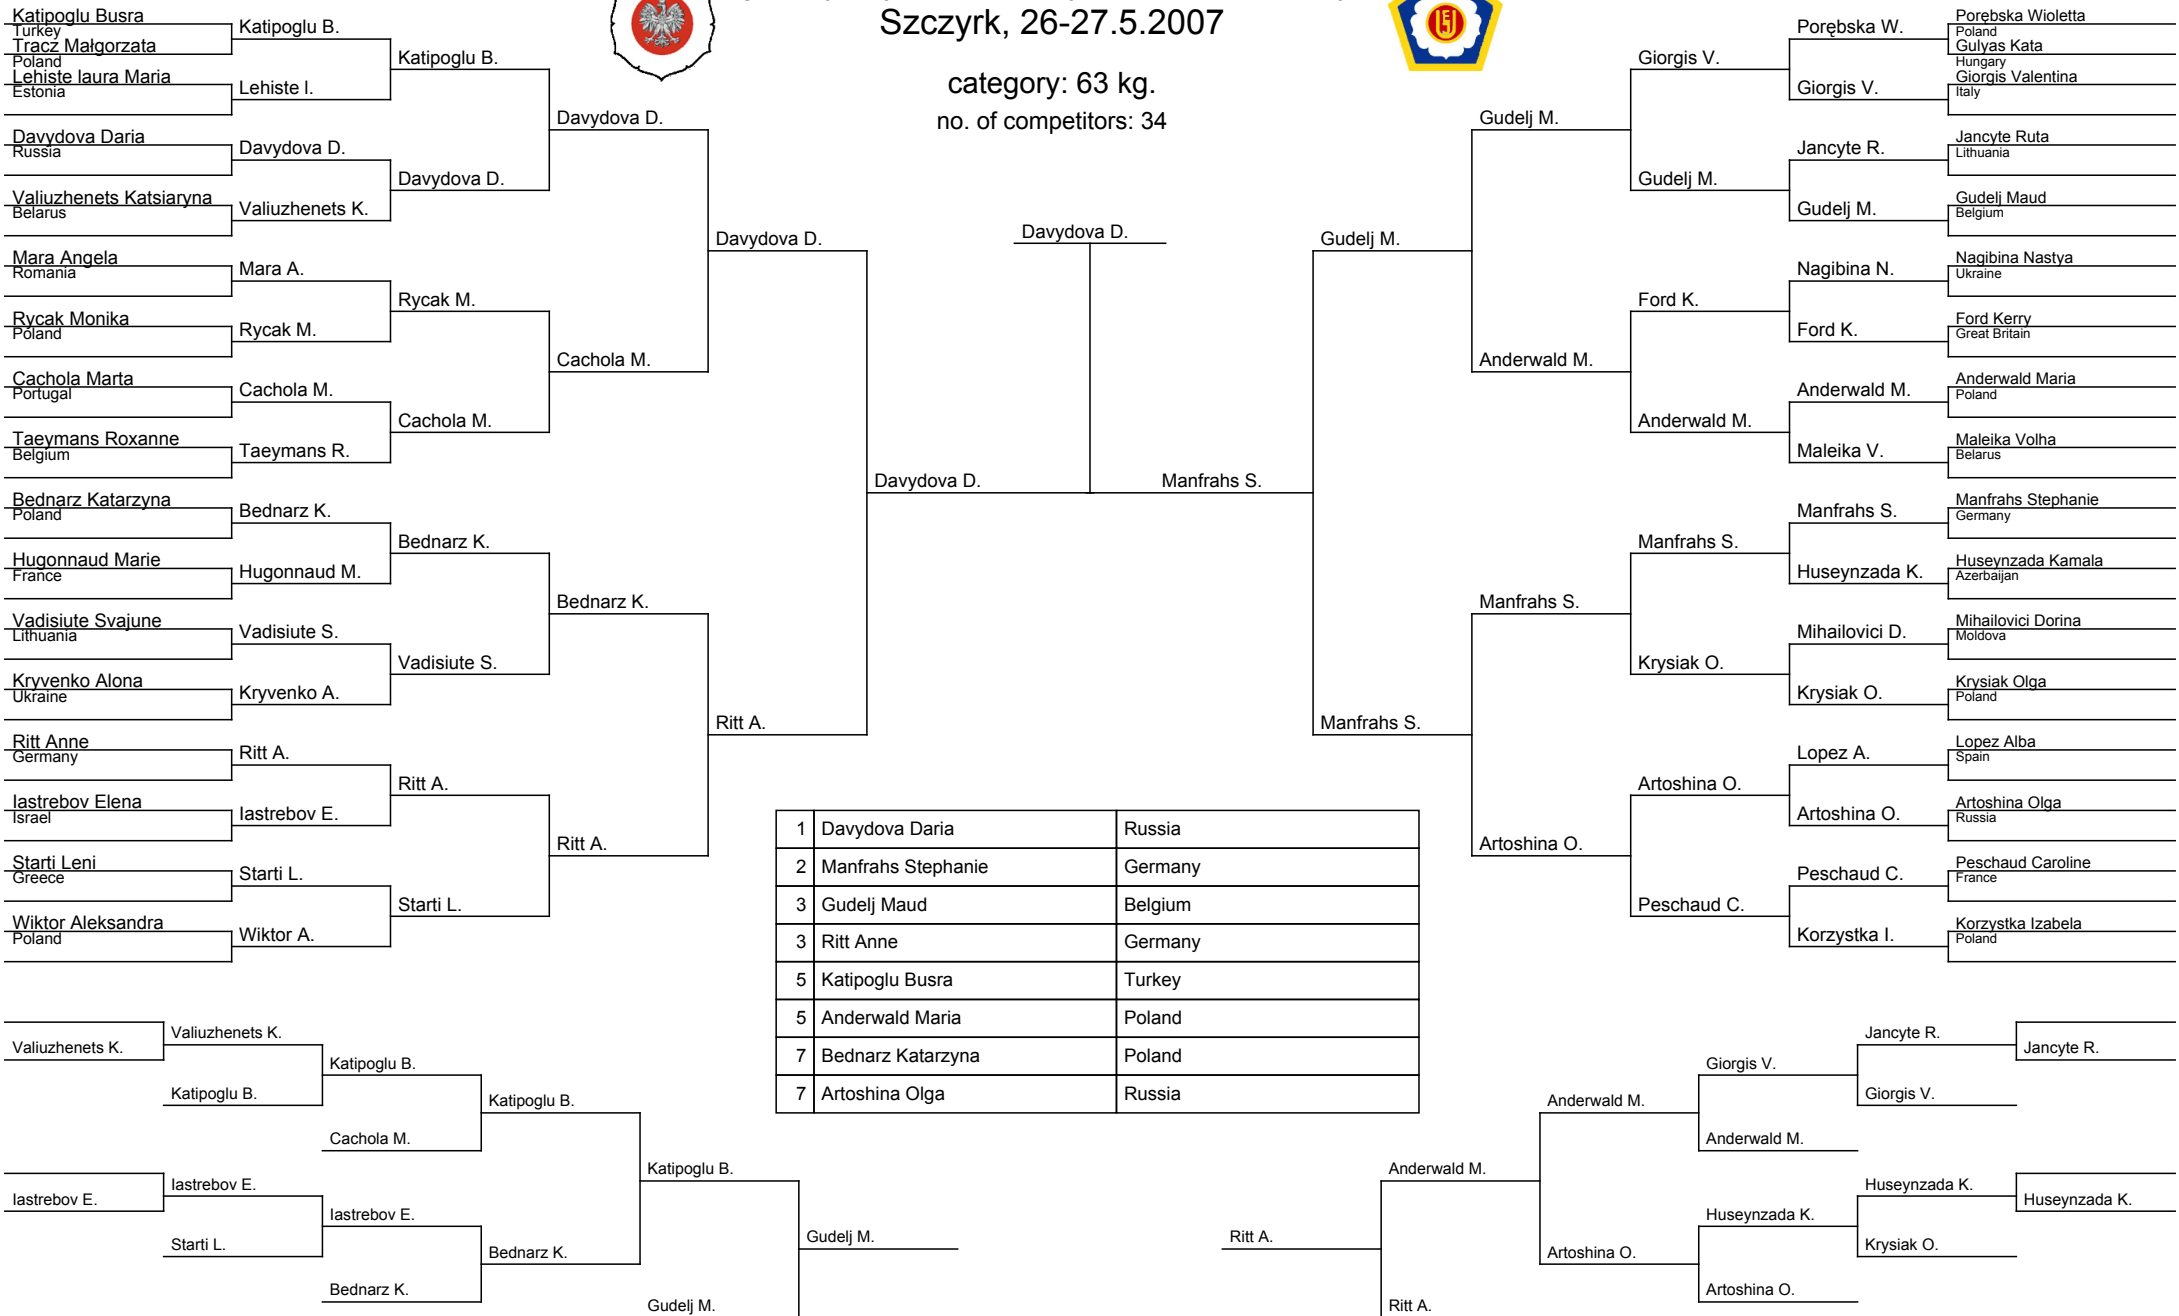 Szczyrk, 26-27.5.2007
category: 63 kg.
no. of competitors: 34
Katipoglu Busra
Turkey
Tracz Małgorzata
Poland
Lehiste laura Maria
Estonia
Davydova Daria
Russia
Valiuzhenets Katsiaryna
Belarus
Mara Angela
Romania
Rycak Monika
Poland
Cachola Marta
Portugal
Taeymans Roxanne
Belgium
Bednarz Katarzyna
Poland
Hugonnaud Marie
France
Vadisiute Svajune
Lithuania
Kryvenko Alona
Ukraine
Ritt Anne
Germany
Iastrebov Elena
Israel
Starti Leni
Greece
Wiktor Aleksandra
Poland
Katipoglu B.
Lehiste l.
Davydova D.
Valiuzhenets K.
Mara A.
Rycak M.
Cachola M.
Taeymans R.
Bednarz K.
Hugonnaud M.
Vadisiute S.
Kryvenko A.
Ritt A.
Iastrebov E.
Starti L.
Wiktor A.
Katipoglu B.
Davydova D.
Rycak M.
Cachola M.
Bednarz K.
Vadisiute S.
Ritt A.
Starti L.
Davydova D.
Cachola M.
Bednarz K.
Ritt A.
Davydova D.
Ritt A.
Davydova D.
Davydova D.
Manfrahs S.
Gudelj M.
Manfrahs S.
Gudelj M.
Anderwald M.
Manfrahs S.
Artoshina O.
Giorgis V.
Gudelj M.
Ford K.
Anderwald M.
Manfrahs S.
Krysiak O.
Artoshina O.
Peschaud C.
Porębska W.
Giorgis V.
Jancyte R.
Gudelj M.
Nagibina N.
Ford K.
Anderwald M.
Maleika V.
Manfrahs S.
Huseynzada K.
Mihailovici D.
Krysiak O.
Lopez A.
Artoshina O.
Peschaud C.
Korzystka I.
Porębska Wioletta
Poland
Gulyas Kata
Hungary
Giorgis Valentina
Italy
Jancyte Ruta
Lithuania
Gudelj Maud
Belgium
Nagibina Nastya
Ukraine
Ford Kerry
Great Britain
Anderwald Maria
Poland
Maleika Volha
Belarus
Manfrahs Stephanie
Germany
Huseynzada Kamala
Azerbaijan
Mihailovici Dorina
Moldova
Krysiak Olga
Poland
Lopez Alba
Spain
Artoshina Olga
Russia
Peschaud Caroline
France
Korzystka Izabela
Poland
1 Davydova Daria Russia
2 Manfrahs Stephanie Germany
3 Gudelj Maud Belgium
3 Ritt Anne Germany
5 Katipoglu Busra Turkey
5 Anderwald Maria Poland
7 Bednarz Katarzyna Poland
7 Artoshina Olga Russia
Valiuzhenets K.
Iastrebov E.
Valiuzhenets K.
Katipoglu B.
Iastrebov E.
Starti L.
Katipoglu B.
Cachola M.
Iastrebov E.
Bednarz K.
Katipoglu B.
Bednarz K.
Katipoglu B.
Gudelj M.
Gudelj M.
Ritt A.
Anderwald M.
Ritt A.
Anderwald M.
Artoshina O.
Giorgis V.
Anderwald M.
Huseynzada K.
Artoshina O.
Jancyte R.
Giorgis V.
Huseynzada K.
Krysiak O.
Jancyte R.
Huseynzada K.